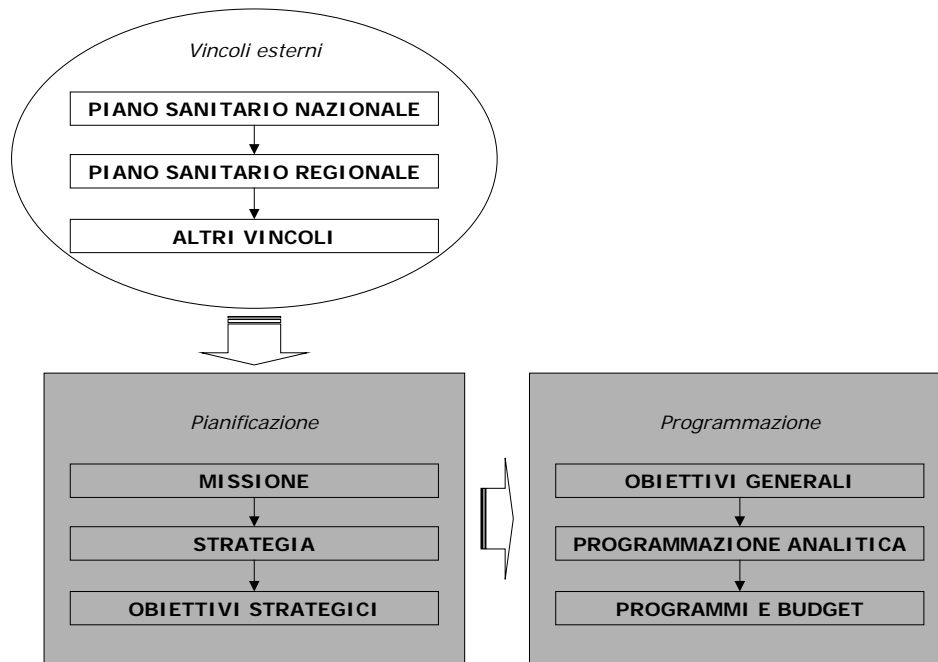 Vincoli esterni
PIANO SANITARIO NAZIONALE
PIANO SANITARIO REGIONALE
ALTRI VINCOLI
Pianificazione
MISSIONE
STRATEGIA
OBIETTIVI STRATEGICI
Programmazione
OBIETTIVI GENERALI
PROGRAMMAZIONE ANALITICA
PROGRAMMI E BUDGET